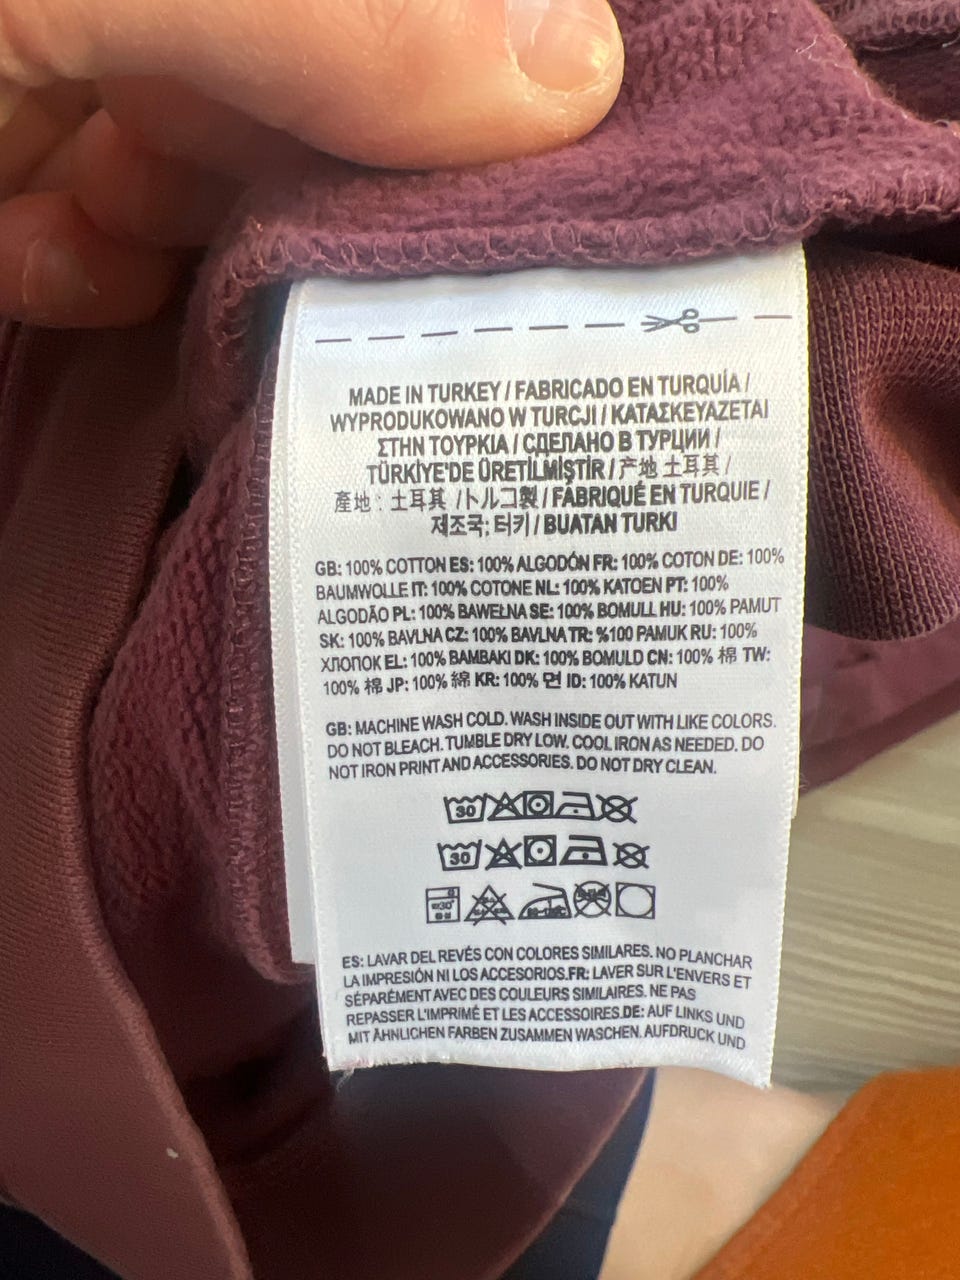 MADE IN TURKEY / FABRICADO EN TURQUÍA /
WYPRODUKOWANO W TURCJI / ΚΑΤΑΣΚΕΥΑΖΕΤΑΙ
ΣΤΗΝ ΤΟΥΡΚΙΑ / СДЕЛАНО В ТУРЦИИ /
TÜRKİYE'DE ÜRETİLMİŞTİR / 产地 土耳其 /
產地 : 土耳其 / トルコ製 / FABRIQUÉ EN TURQUIE /
제조국: 터키 / BUATAN TURKI
GB: 100% COTTON ES: 100% ALGODÓN FR: 100% COTON DE: 100%
BAUMWOLLE IT: 100% COTONE NL: 100% KATOEN PT: 100%
ALGODÃO PL: 100% BAWEŁNA SE: 100% BOMULL HU: 100% PAMUT
SK: 100% BAVLNA CZ: 100% BAVLNA TR: %100 PAMUK RU: 100%
ХЛОПОК EL: 100% ΒΑΜΒΑΚΙ DK: 100% BOMULD CN: 100% 棉 TW:
100% 棉 JP: 100% 綿 KR: 100% 면 ID: 100% KATUN
GB: MACHINE WASH COLD. WASH INSIDE OUT WITH LIKE COLORS.
DO NOT BLEACH. TUMBLE DRY LOW. COOL IRON AS NEEDED. DO
NOT IRON PRINT AND ACCESSORIES. DO NOT DRY CLEAN.
30
30
30°
ES: LAVAR DEL REVÉS CON COLORES SIMILARES. NO PLANCHAR
LA IMPRESIÓN NI LOS ACCESORIOS.FR: LAVER SUR L'ENVERS ET
SÉPARÉMENT AVEC DES COULEURS SIMILAIRES. NE PAS
REPASSER L'IMPRIMÉ ET LES ACCESSOIRES.DE: AUF LINKS UND
MIT ÄHNLICHEN FARBEN ZUSAMMEN WASCHEN. AUFDRUCK UND